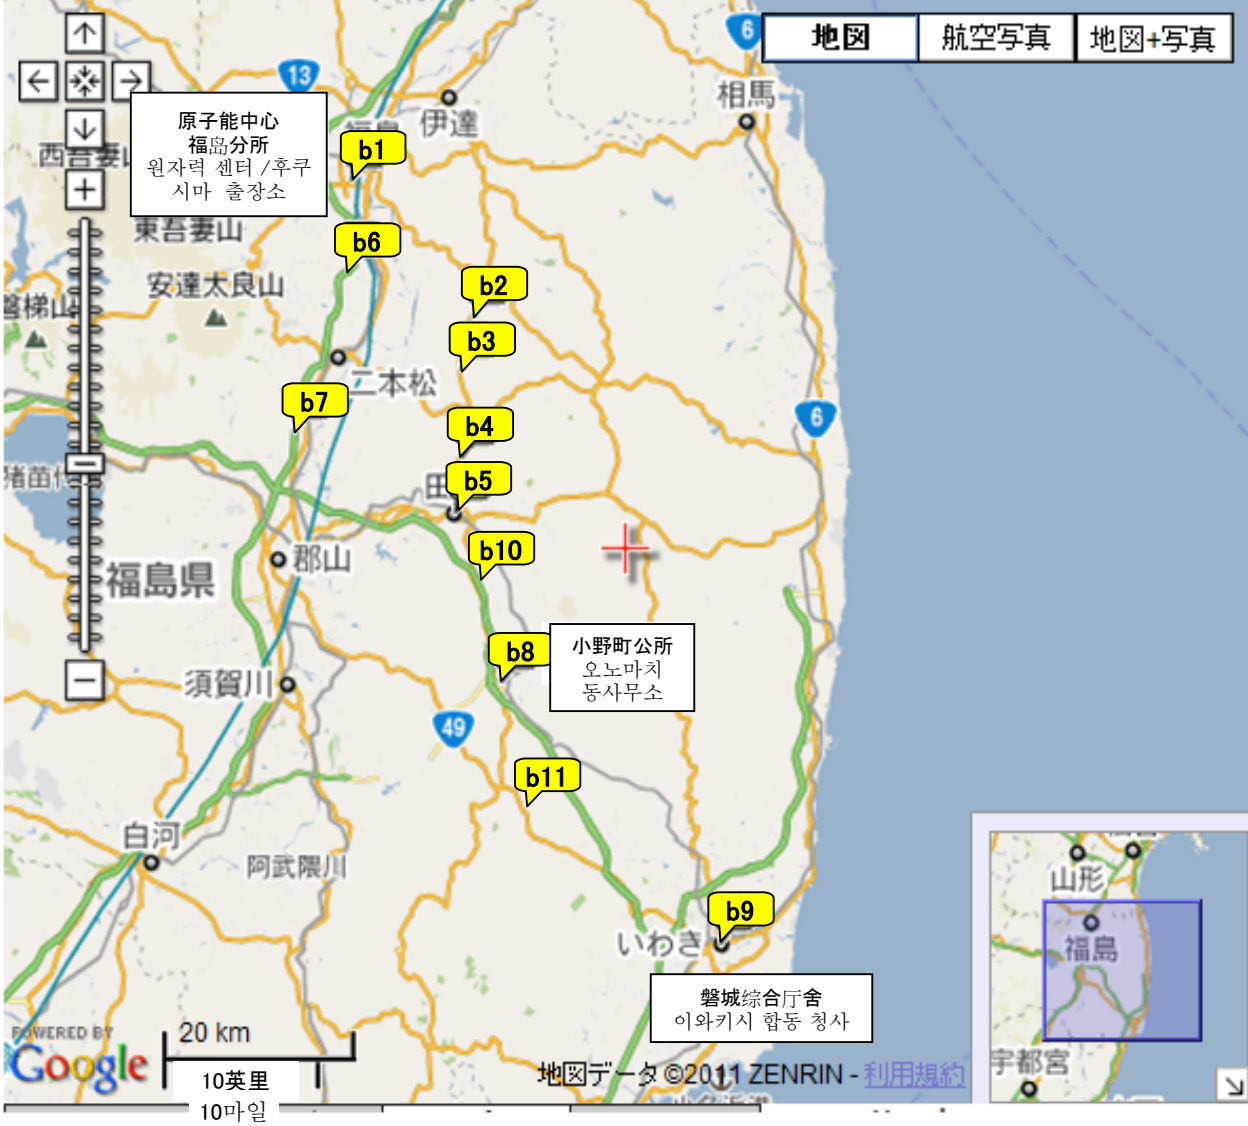 地図
航空写真
地図+写真
6
相馬
13
伊達
原子能中心
福岛分所
원자력 센터 /후쿠
시마 출장소
b1
東吾妻山
b6
安達太良山
b2
磐梯山
b3
二本松
b7
6
b4
b5
猪苗代
b10
郡山
福島県
b8
小野町公所
오노마치
동사무소
須賀川
49
b11
白河
阿武隈川
b9
いわき
磐城综合厅舍
이와키시 합동 청사
山形
福島
宇都宮
POWERED BY
Google
20 km
10英里
10마일
地図データ ©2011 ZENRIN - 利用規約